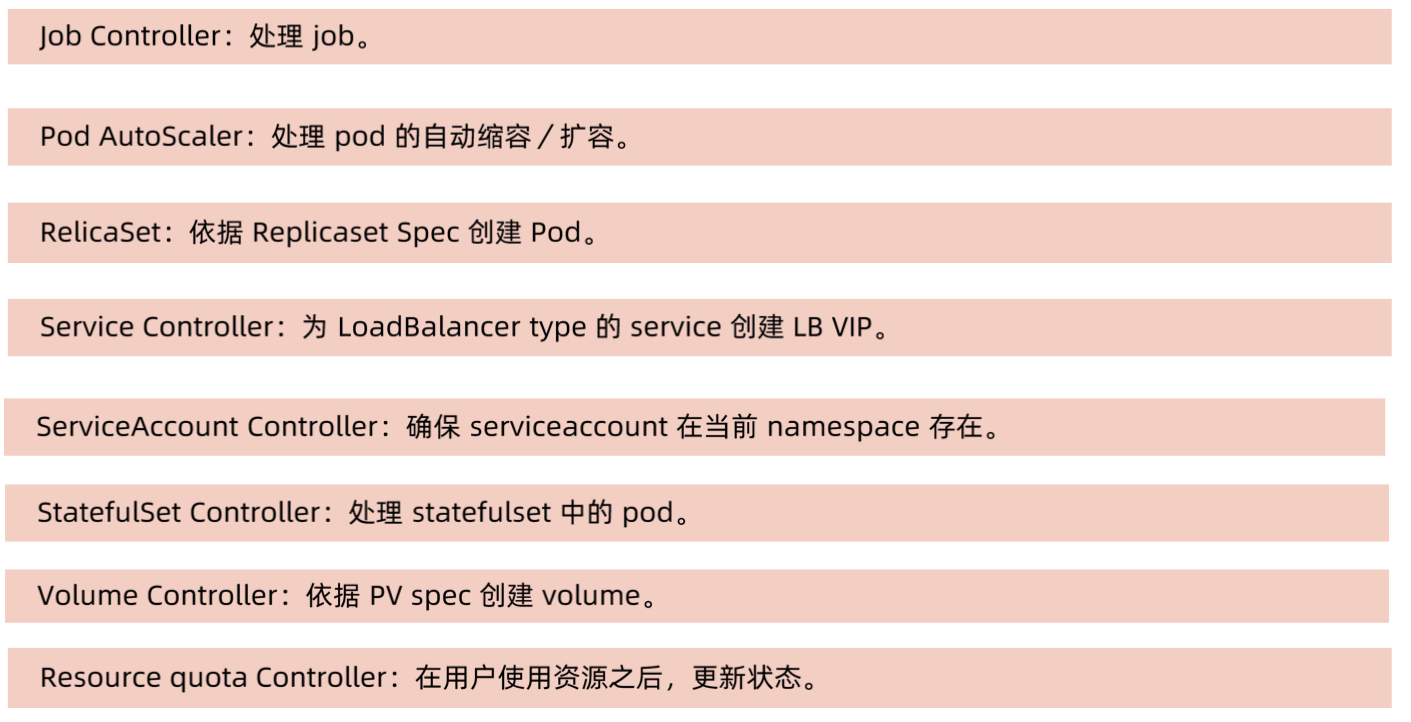 Job Controller：处理 job。
Pod AutoScaler：处理 pod 的自动缩容／扩容。
RelicaSet：依据 Replicaset Spec 创建 Pod。
Service Controller：为 LoadBalancer type 的 service 创建 LB VIP。
ServiceAccount Controller：确保 serviceaccount 在当前 namespace 存在。
StatefulSet Controller：处理 statefulset 中的 pod。
Volume Controller：依据 PV spec 创建 volume。
Resource quota Controller：在用户使用资源之后，更新状态。